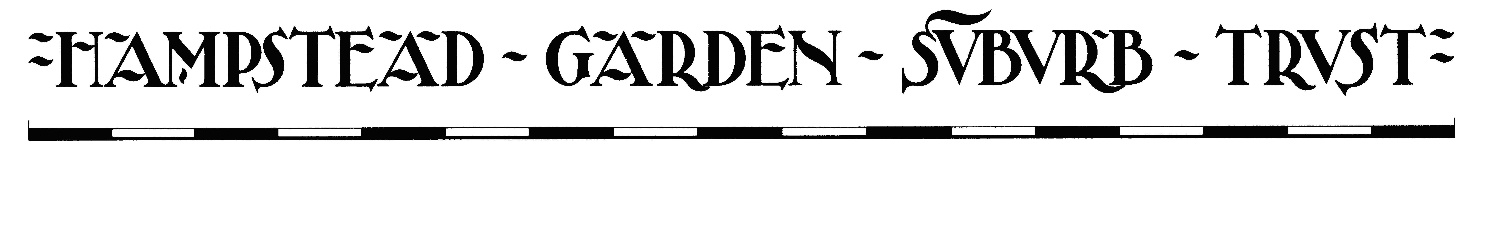 HAMPSTEAD ~ GARDEN ~ SVBVRB ~ TRVST